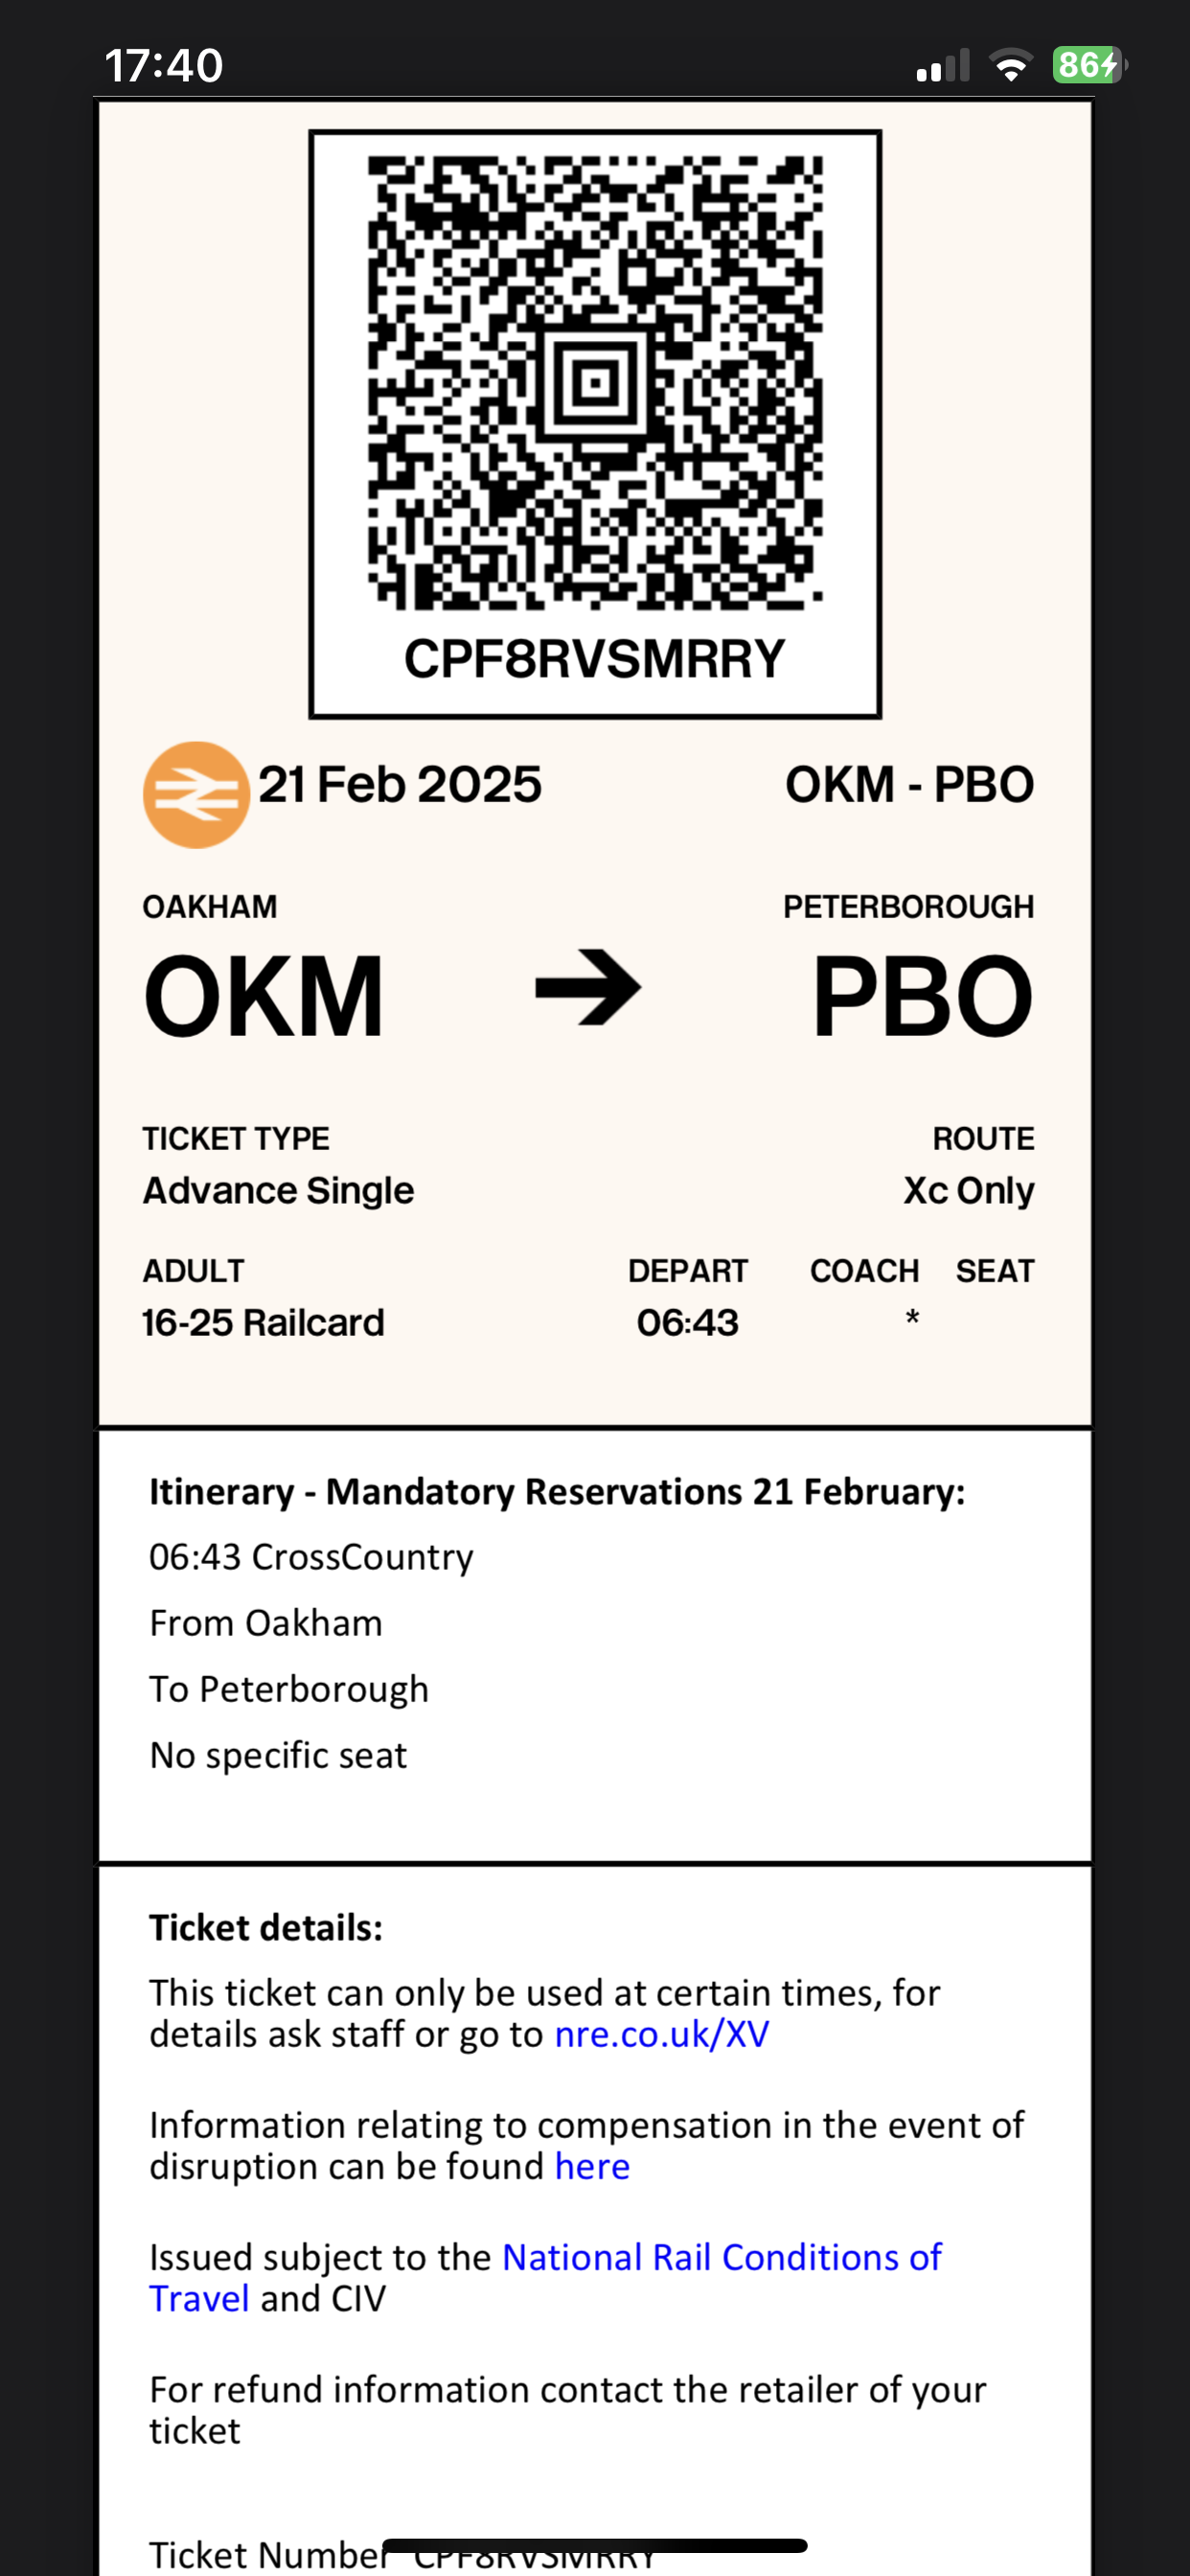 17:40
86
CPF8RVSMRRY
21 Feb 2025 OKM - PBO
OAKHAM PETERBOROUGH
OKM → PBO
TICKET TYPE ROUTE
Advance Single Xc Only
ADULT DEPART COACH SEAT
16-25 Railcard 06:43 *
Itinerary - Mandatory Reservations 21 February:
06:43 CrossCountry
From Oakham
To Peterborough
No specific seat
Ticket details:
This ticket can only be used at certain times, for
details ask staff or go to nre.co.uk/XV
Information relating to compensation in the event of
disruption can be found here
Issued subject to the National Rail Conditions of
Travel and CIV
For refund information contact the retailer of your
ticket
Ticket Number CPF8RVSMRRY